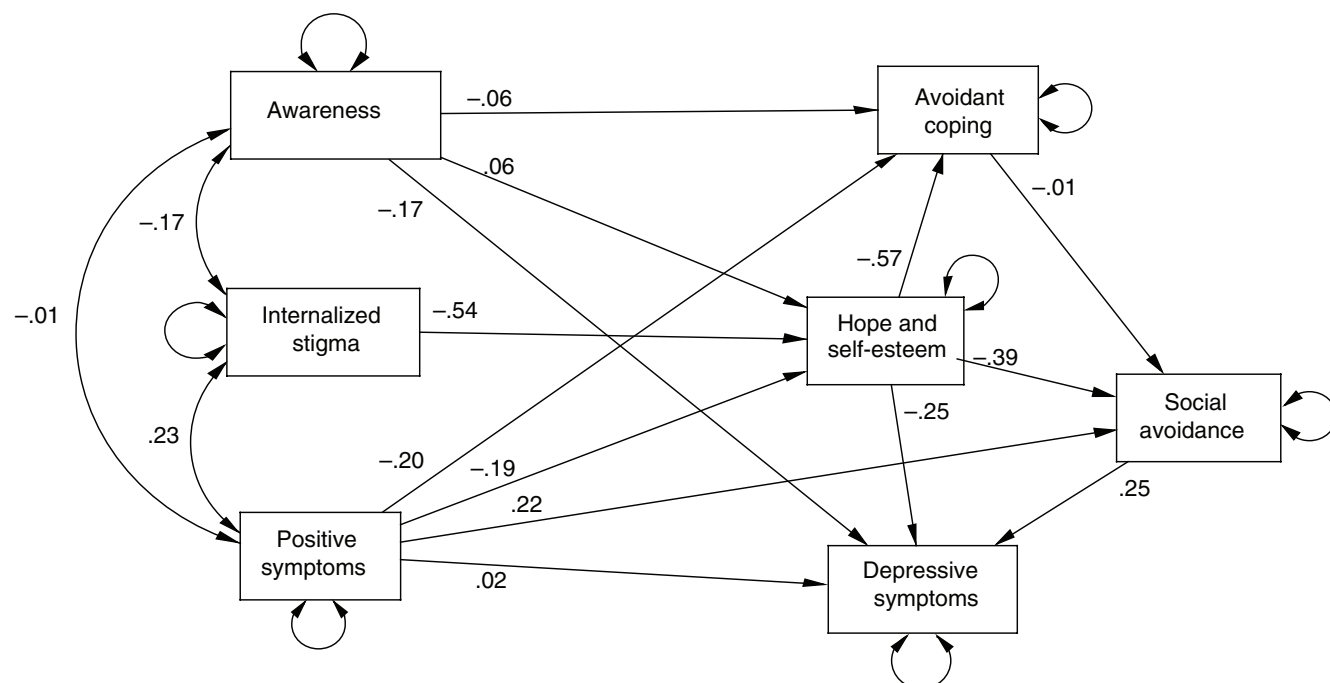 Awareness
–.06
Avoidant
coping
.06
–.17
–.01
–.17
–.57
–.01
Internalized
stigma
–.54
Hope and
self-esteem
–.39
Social
avoidance
–.25
.23
–.20
–.19
.22
.25
Positive
symptoms
.02
Depressive
symptoms